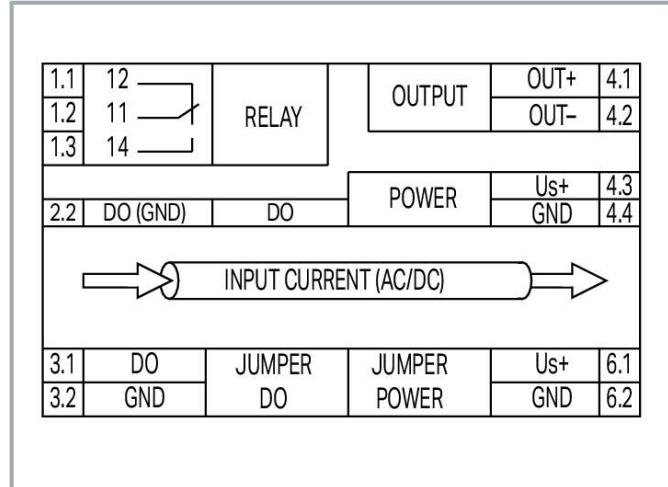 1.1 12 RELAY OUTPUT OUT+ 4.1
1.2 11 OUT– 4.2
1.3 14
POWER Us+ 4.3
2.2 DO (GND) DO GND 4.4
INPUT CURRENT (AC/DC)
3.1 DO JUMPER JUMPER Us+ 6.1
3.2 GND DO POWER GND 6.2